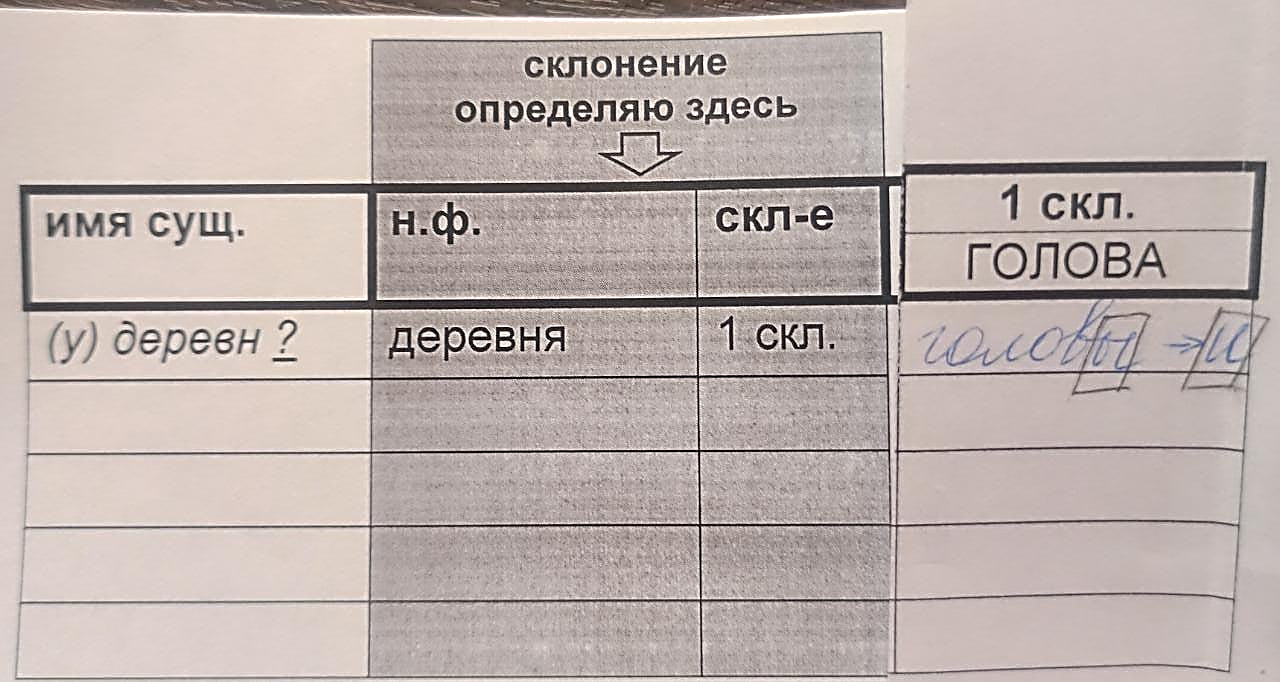 склонение
определяю здесь
имя сущ. н.ф. скл-е 1 скл.
ГОЛОВА
(у) деревн ? деревня 1 скл. головы → и